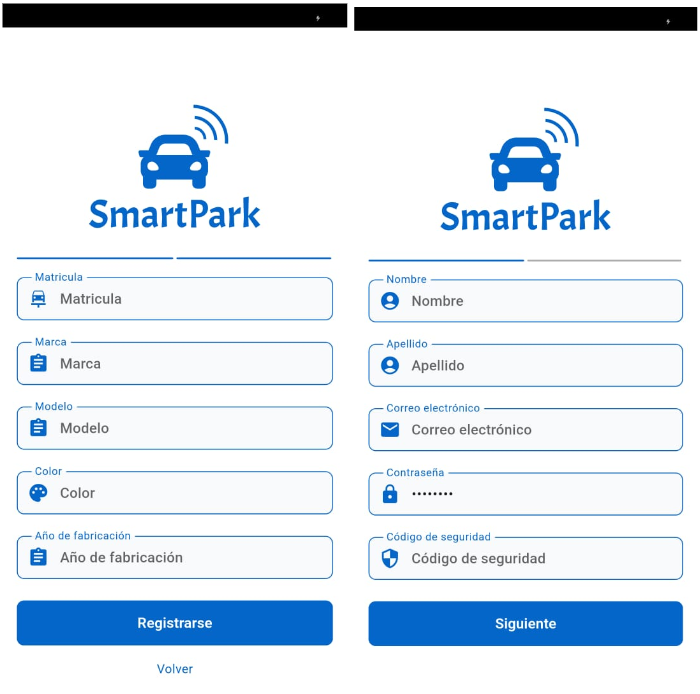 SmartPark
Matricula
Matricula
Marca
Marca
Modelo
Modelo
Color
Color
Año de fabricación
Año de fabricación
Registrarse
Volver
SmartPark
Nombre
Nombre
Apellido
Apellido
Correo electrónico
Correo electrónico
Contraseña
••••••••
Código de seguridad
Código de seguridad
Siguiente